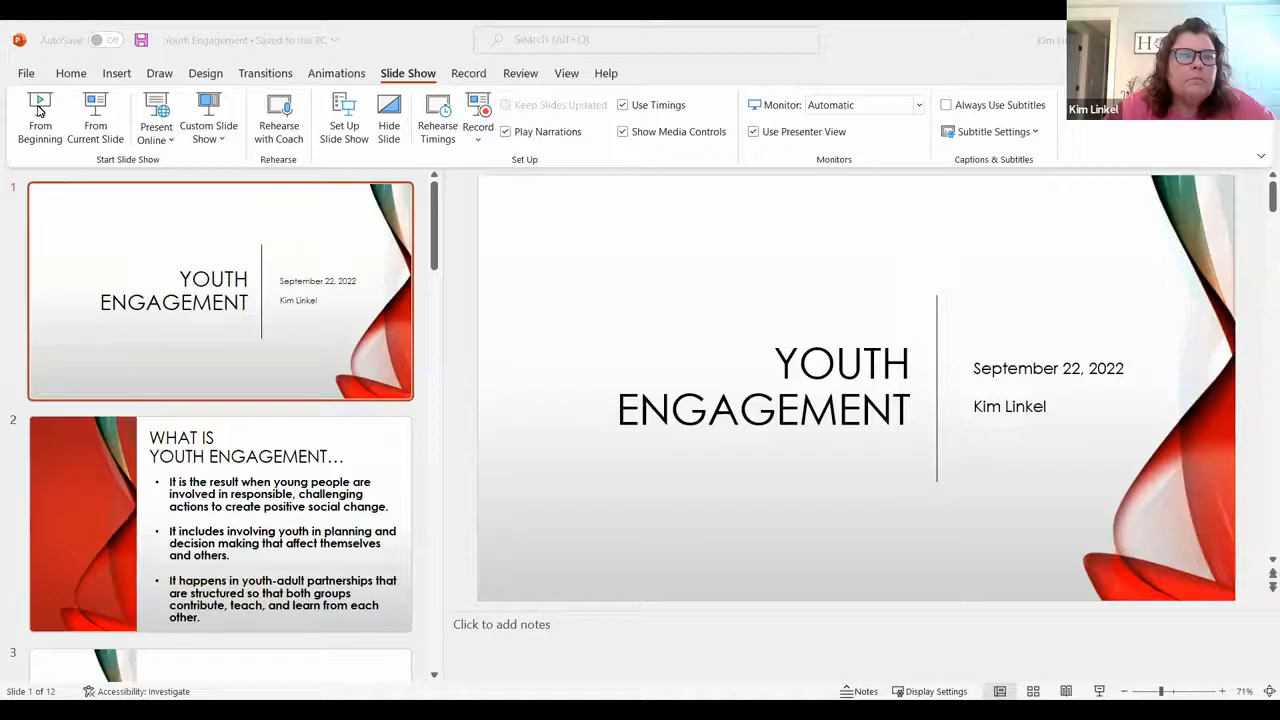 AutoSave Off Youth Engagement • Saved to this PC Search (Alt+Q)
File Home Insert Draw Design Transitions Animations Slide Show Record Review View Help
From Beginning
From Current Slide
Present Online
Custom Slide Show
Start Slide Show
Rehearse with Coach
Rehearse
Set Up Slide Show
Hide Slide
Rehearse Timings
Record
Keep Slides Updated
Use Timings
Play Narrations
Show Media Controls
Set Up
Monitor: Automatic
Use Presenter View
Monitors
Always Use Subtitles
Subtitle Settings
Captions & Subtitles
Kim Linkel
1
YOUTH
ENGAGEMENT
September 22, 2022
Kim Linkel
2
WHAT IS
YOUTH ENGAGEMENT…
• It is the result when young people are
involved in responsible, challenging
actions to create positive social change.
• It includes involving youth in planning and
decision making that affect themselves
and others.
• It happens in youth-adult partnerships that
are structured so that both groups
contribute, teach, and learn from each
other.
3
YOUTH
ENGAGEMENT
September 22, 2022
Kim Linkel
Click to add notes
Slide 1 of 12 Accessibility: Investigate Notes Display Settings 71%